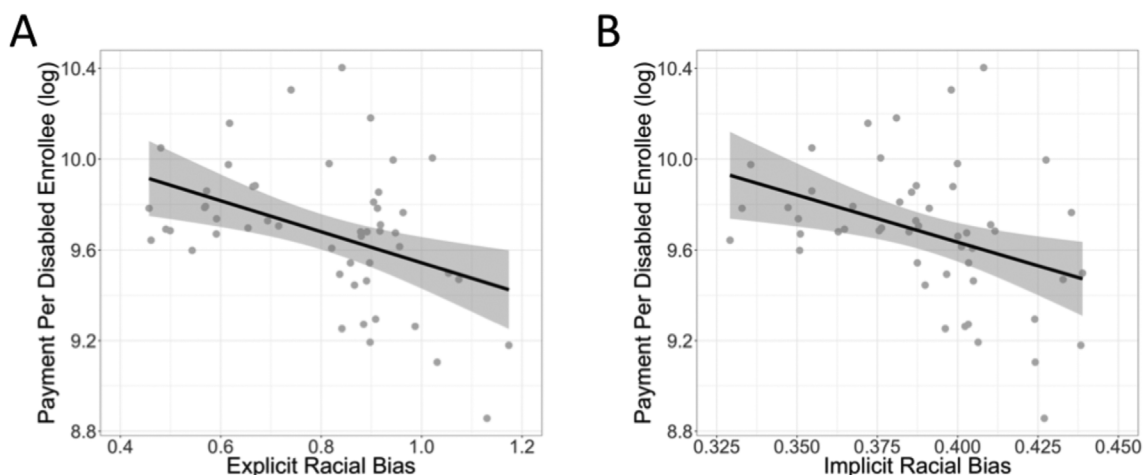 A
B
Payment Per Disabled Enrollee (log)
10.4
10.0
9.6
9.2
8.8
0.4 0.6 0.8 1.0 1.2
Explicit Racial Bias
Payment Per Disabled Enrollee (log)
10.4
10.0
9.6
9.2
8.8
0.325 0.350 0.375 0.400 0.425 0.450
Implicit Racial Bias